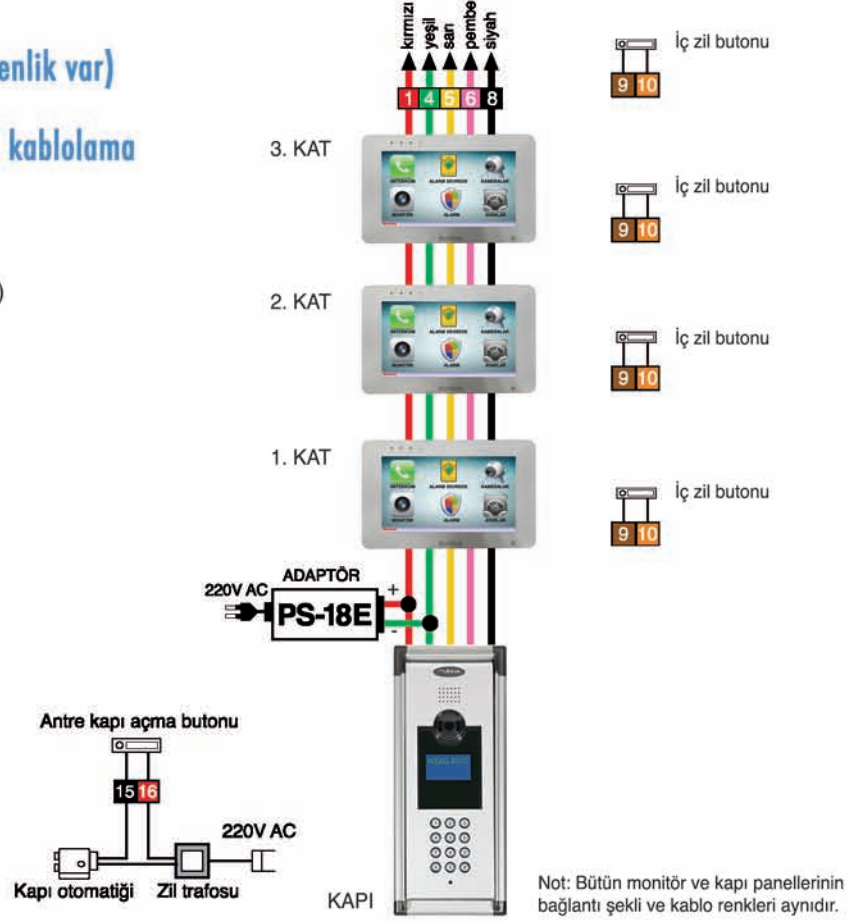 enlik var)
kablolama
)
kırmızı
yeşil
sarı
pembe
siyah
1 4 5 6 8
3. KAT
İç zil butonu
9 10
İç zil butonu
9 10
2. KAT
İç zil butonu
9 10
1. KAT
İç zil butonu
9 10
ALARM
ALARM
ALARM
220V AC
ADAPTÖR
+
PS-18E
-
Antre kapı açma butonu
15 16
220V AC
Kapı otomatiği
Zil trafosu
KAPI
Not: Bütün monitör ve kapı panellerinin
bağlantı şekli ve kablo renkleri aynıdır.